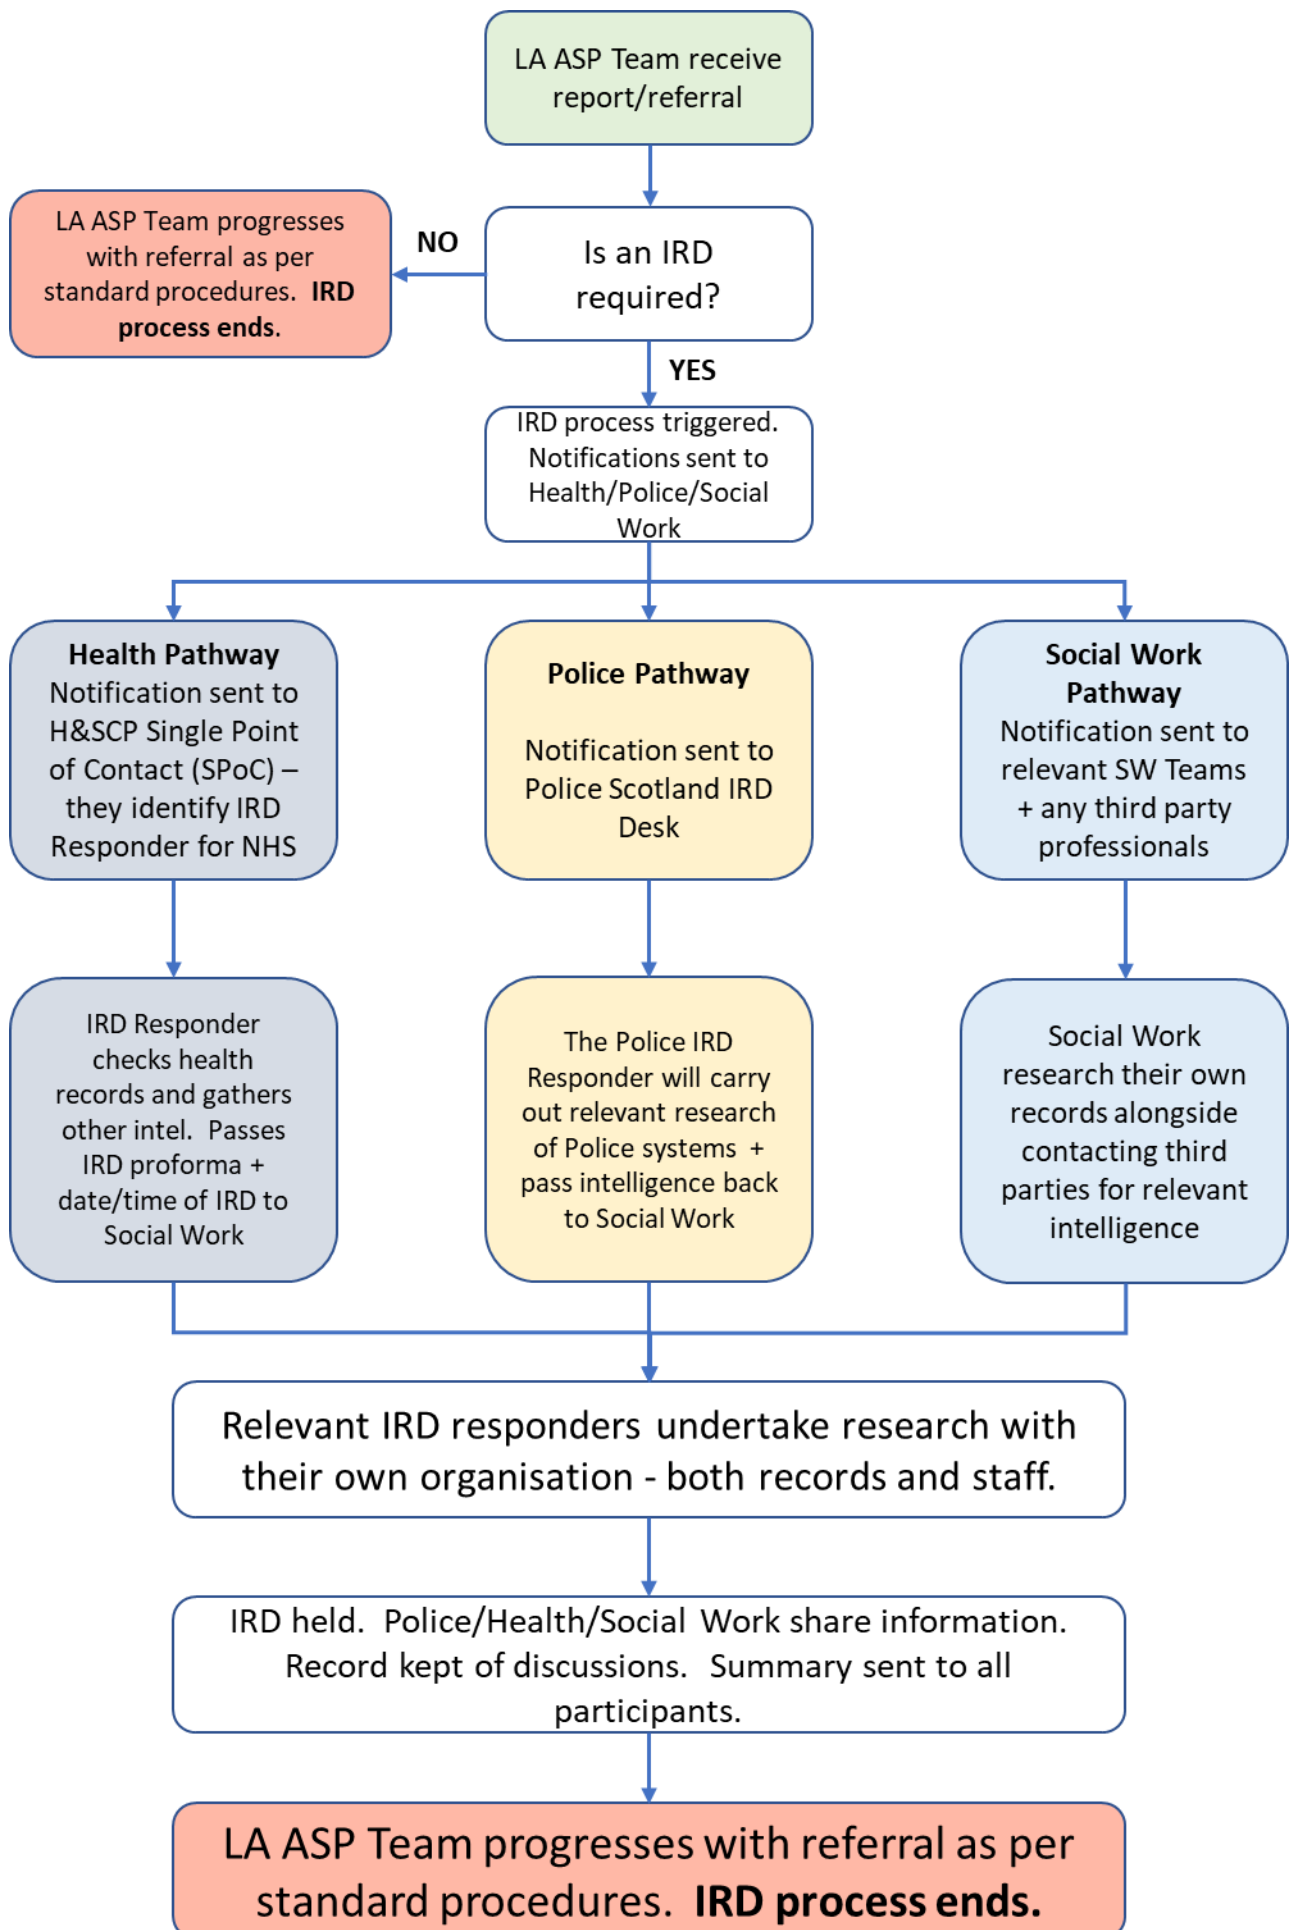 LA ASP Team receive
report/referral
LA ASP Team progresses
with referral as per
standard procedures.  IRD
process ends.
NO
Is an IRD
required?
YES
IRD process triggered.
Notifications sent to
Health/Police/Social
Work
Health Pathway
Notification sent to
H&SCP Single Point
of Contact (SPoC) –
they identify IRD
Responder for NHS
Police Pathway
Notification sent to
Police Scotland IRD
Desk
Social Work
Pathway
Notification sent to
relevant SW Teams
+ any third party
professionals
IRD Responder
checks health
records and gathers
other intel.  Passes
IRD proforma +
date/time of IRD to
Social Work
The Police IRD
Responder will carry
out relevant research
of Police systems  +
pass intelligence back
to Social Work
Social Work
research their own
records alongside
contacting third
parties for relevant
intelligence
Relevant IRD responders undertake research with
their own organisation - both records and staff.
IRD held.  Police/Health/Social Work share information.
Record kept of discussions.  Summary sent to all
participants.
LA ASP Team progresses with referral as per
standard procedures.  IRD process ends.